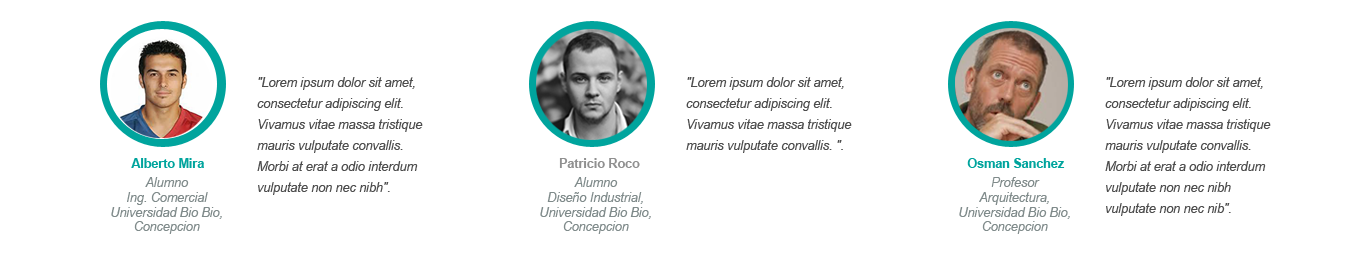 Alberto Mira
Alumno
Ing. Comercial
Universidad Bio Bio,
Concepcion
"Lorem ipsum dolor sit amet,
consectetur adipiscing elit.
Vivamus vitae massa tristique
mauris vulputate convallis.
Morbi at erat a odio interdum
vulputate non nec nibh".
Patricio Roco
Alumno
Diseño Industrial,
Universidad Bio Bio,
Concepcion
"Lorem ipsum dolor sit amet,
consectetur adipiscing elit.
Vivamus vitae massa tristique
mauris vulputate convallis. ".
Osman Sanchez
Profesor
Arquitectura,
Universidad Bio Bio,
Concepcion
"Lorem ipsum dolor sit amet,
consectetur adipiscing elit.
Vivamus vitae massa tristique
mauris vulputate convallis.
Morbi at erat a odio interdum
vulputate non nec nibh
vulputate non nec nib".